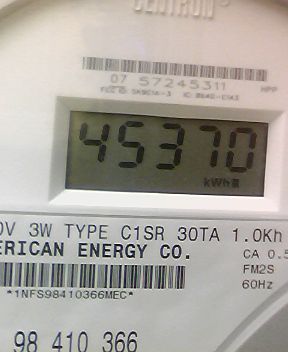 CENTRON
07 57245311
HPP
45370
kWh
0V 3W TYPE C1SR 30TA 1.0Kh
ERICAN ENERGY CO.
CA 0.5
FM2S
60Hz
*1NFS98410366MEC*
98 410 366